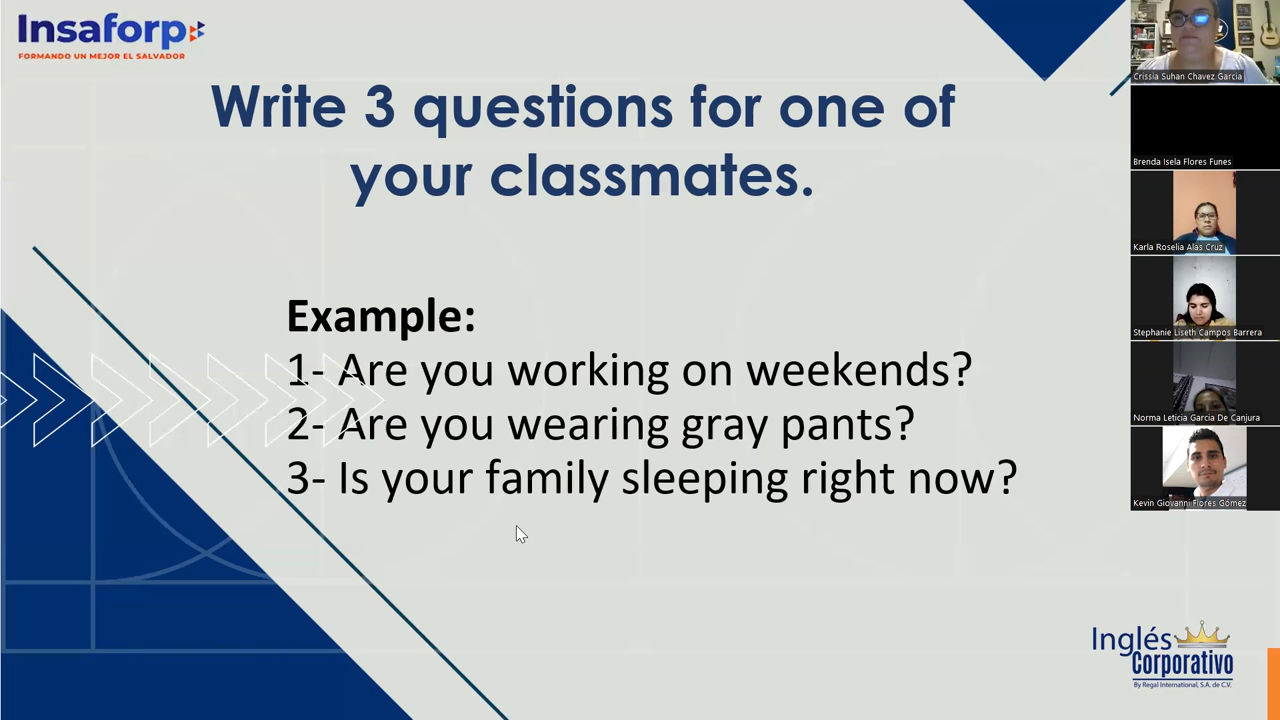 Insaforp
FORMANDO UN MEJOR EL SALVADOR
Write 3 questions for one of
your classmates.
Example:
1- Are you working on weekends?
2- Are you wearing gray pants?
3- Is your family sleeping right now?
Crissia Suhan Chavez Garcia
Brenda Isela Flores Funes
Karla Roselia Alas Cruz
Stephanie Liseth Campos Barrera
Norma Leticia Garcia De Canjura
Kevin Giovanni Flores Gómez
Inglés
Corporativo
By Regal International, S.A. de C.V.